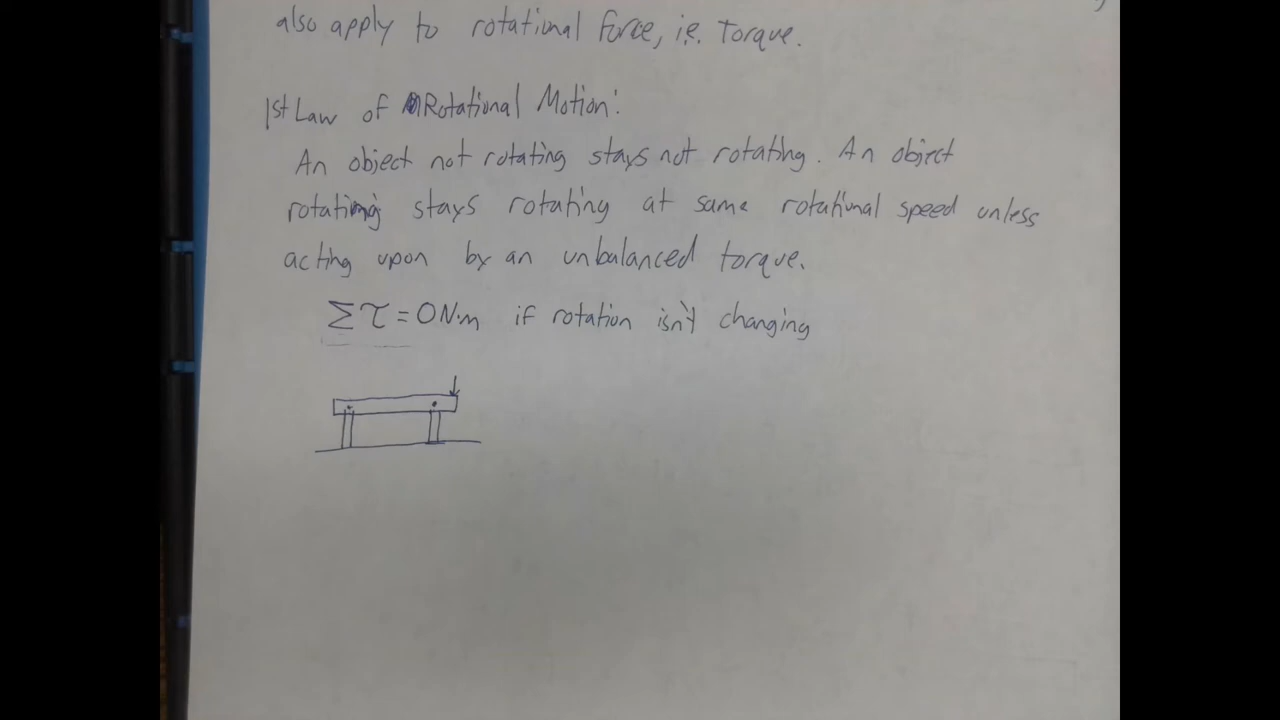 also apply to rotational force, i.e. Torque.
1st Law of Rotational Motion:
An object not rotating stays not rotating. An object
rotating stays rotating at same rotational speed unless
acting upon by an unbalanced torque.
Στ = 0 N·m if rotation isn't changing